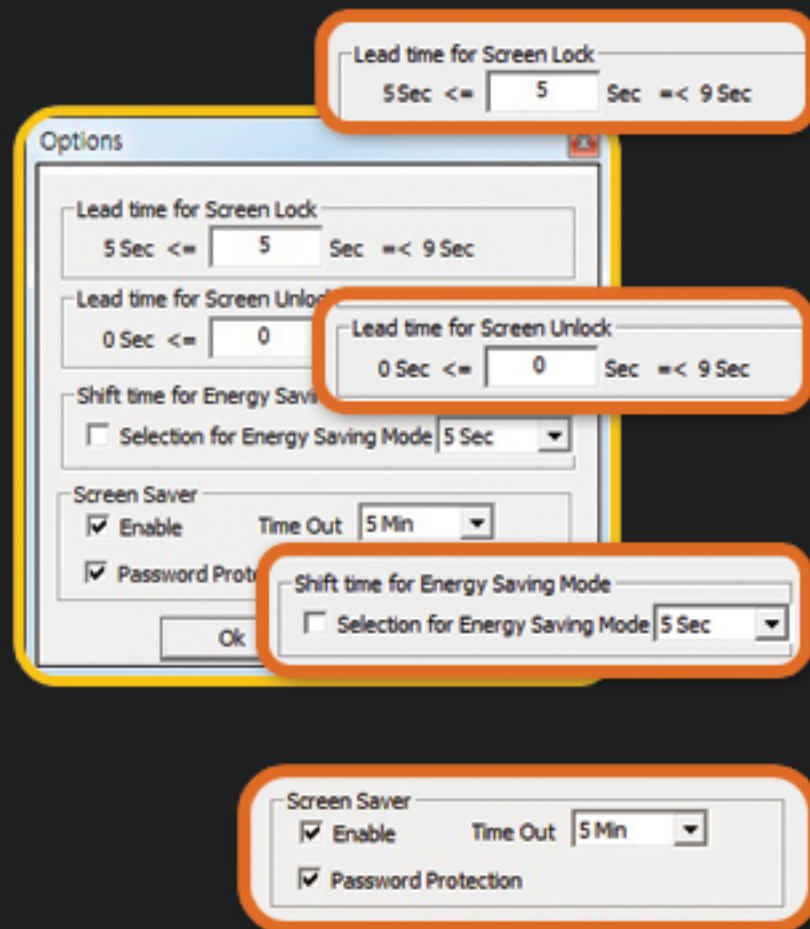 Lead time for Screen Lock
5 Sec <= 5 Sec =< 9 Sec
Options
Lead time for Screen Lock
5 Sec <= 5 Sec =< 9 Sec
Lead time for Screen Unlock
0 Sec <= 0
Lead time for Screen Unlock
0 Sec <= 0 Sec =< 9 Sec
Shift time for Energy Savi
Selection for Energy Saving Mode 5 Sec
Screen Saver
Enable Time Out 5 Min
Password Prote
Ok
Shift time for Energy Saving Mode
Selection for Energy Saving Mode 5 Sec
Screen Saver
Enable Time Out 5 Min
Password Protection